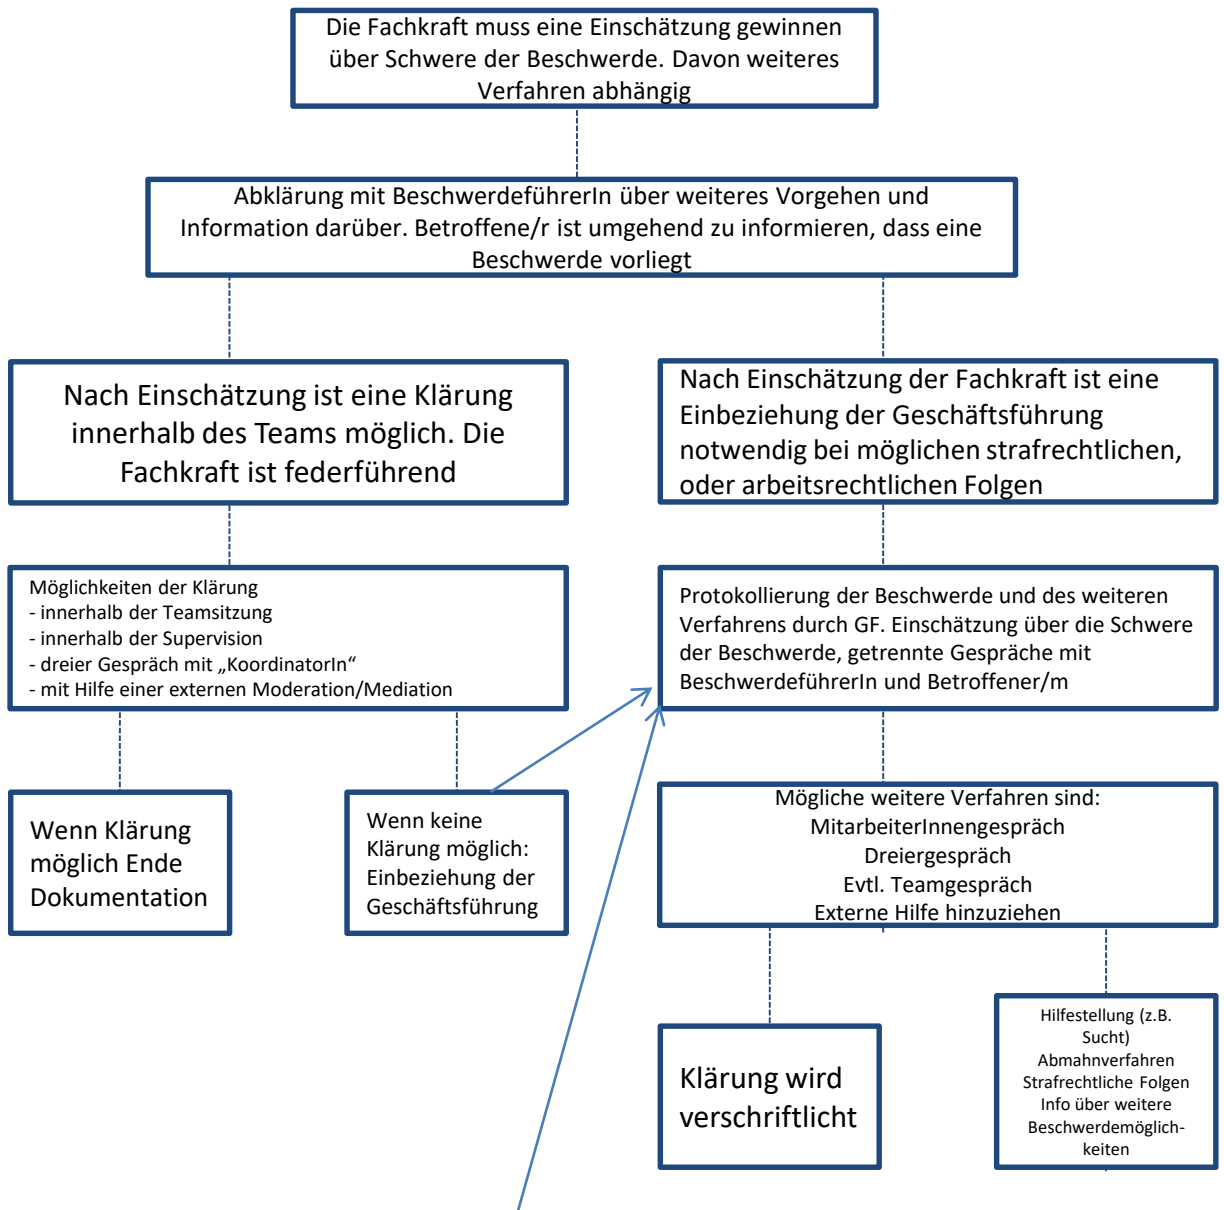 Die Fachkraft muss eine Einschätzung gewinnen
über Schwere der Beschwerde. Davon weiteres
Verfahren abhängig
Abklärung mit BeschwerdeführerIn über weiteres Vorgehen und
Information darüber. Betroffene/r ist umgehend zu informieren, dass eine
Beschwerde vorliegt
Nach Einschätzung ist eine Klärung
innerhalb des Teams möglich. Die
Fachkraft ist federführend
Nach Einschätzung der Fachkraft ist eine
Einbeziehung der Geschäftsführung
notwendig bei möglichen strafrechtlichen,
oder arbeitsrechtlichen Folgen
Möglichkeiten der Klärung
- innerhalb der Teamsitzung
- innerhalb der Supervision
- dreier Gespräch mit „KoordinatorIn“
- mit Hilfe einer externen Moderation/Mediation
Protokollierung der Beschwerde und des weiteren
Verfahrens durch GF. Einschätzung über die Schwere
der Beschwerde, getrennte Gespräche mit
BeschwerdeführerIn und Betroffener/m
Wenn Klärung
möglich Ende
Dokumentation
Wenn keine
Klärung möglich:
Einbeziehung der
Geschäftsführung
Mögliche weitere Verfahren sind:
MitarbeiterInnengespräch
Dreiergespräch
Evtl. Teamgespräch
Externe Hilfe hinzuziehen
Klärung wird
verschriftlicht
Hilfestellung (z.B.
Sucht)
Abmahnverfahren
Strafrechtliche Folgen
Info über weitere
Beschwerdemöglich-
keiten